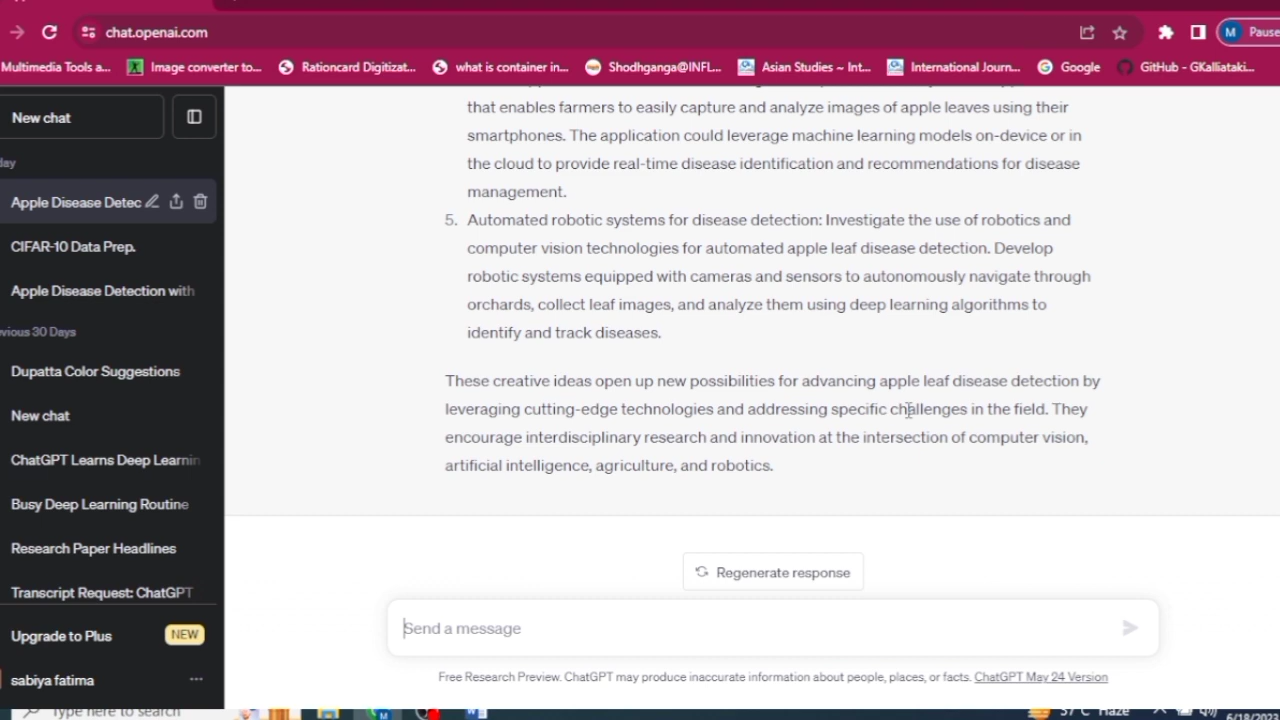 chat.openai.com
M Pause
Multimedia Tools a...
Image converter to...
Rationcard Digitizat...
what is container in...
Shodhganga@INFL...
Asian Studies ~ Int...
International Journ...
Google
GitHub - GKalliataki...
New chat
day
Apple Disease Detec
CIFAR-10 Data Prep.
Apple Disease Detection with
vious 30 Days
Dupatta Color Suggestions
New chat
ChatGPT Learns Deep Learnin
Busy Deep Learning Routine
Research Paper Headlines
Transcript Request: ChatGPT
Upgrade to Plus
NEW
sabiya fatima
that enables farmers to easily capture and analyze images of apple leaves using their
smartphones. The application could leverage machine learning models on-device or in
the cloud to provide real-time disease identification and recommendations for disease
management.
5. Automated robotic systems for disease detection: Investigate the use of robotics and
computer vision technologies for automated apple leaf disease detection. Develop
robotic systems equipped with cameras and sensors to autonomously navigate through
orchards, collect leaf images, and analyze them using deep learning algorithms to
identify and track diseases.
These creative ideas open up new possibilities for advancing apple leaf disease detection by
leveraging cutting-edge technologies and addressing specific challenges in the field. They
encourage interdisciplinary research and innovation at the intersection of computer vision,
artificial intelligence, agriculture, and robotics.
Regenerate response
Send a message
Free Research Preview. ChatGPT may produce inaccurate information about people, places, or facts. ChatGPT May 24 Version
Type here to search
37°C Haze